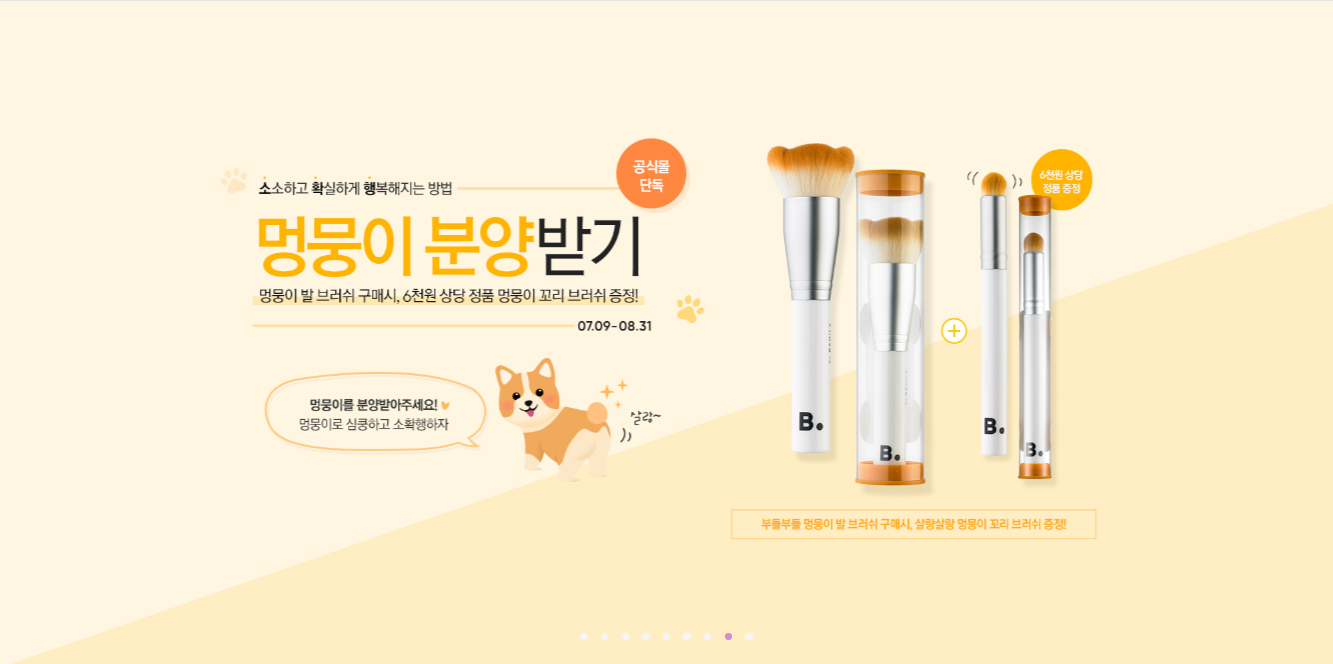 공식몰
단독
소소하고 확실하게 행복해지는 방법
멍뭉이 분양받기
멍뭉이 발 브러쉬 구매시, 6천원 상당 정품 멍뭉이 꼬리 브러쉬 증정!
07.09-08.31
멍뭉이를 분양받아주세요!
멍뭉이로 심쿵하고 소확행하자
살랑~
6천원 상당
정품 증정
B.
B.
B.
B.
부들부들 멍뭉이 발 브러쉬 구매시, 살랑살랑 멍뭉이 꼬리 브러쉬 증정!